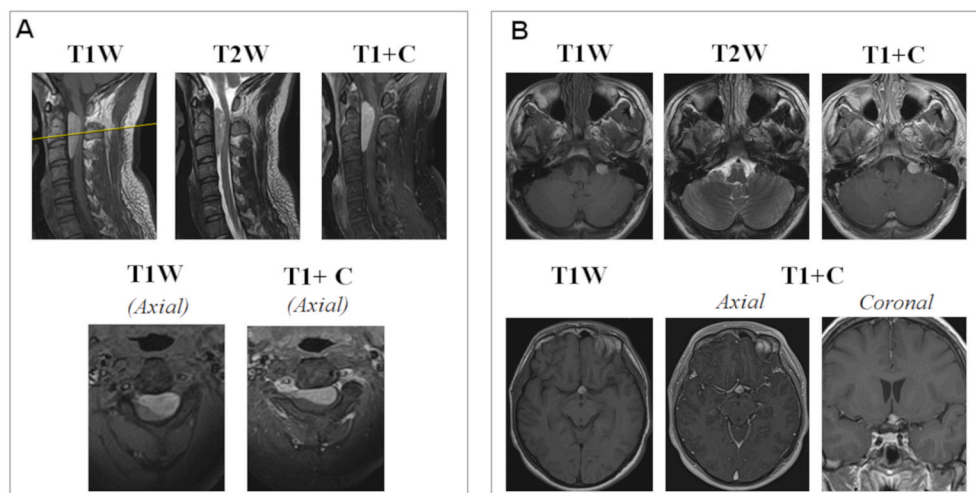 A
T1W
T2W
T1+C
T1W
(Axial)
T1+ C
(Axial)
B
T1W
T2W
T1+C
T1W
T1+C
Axial
Coronal